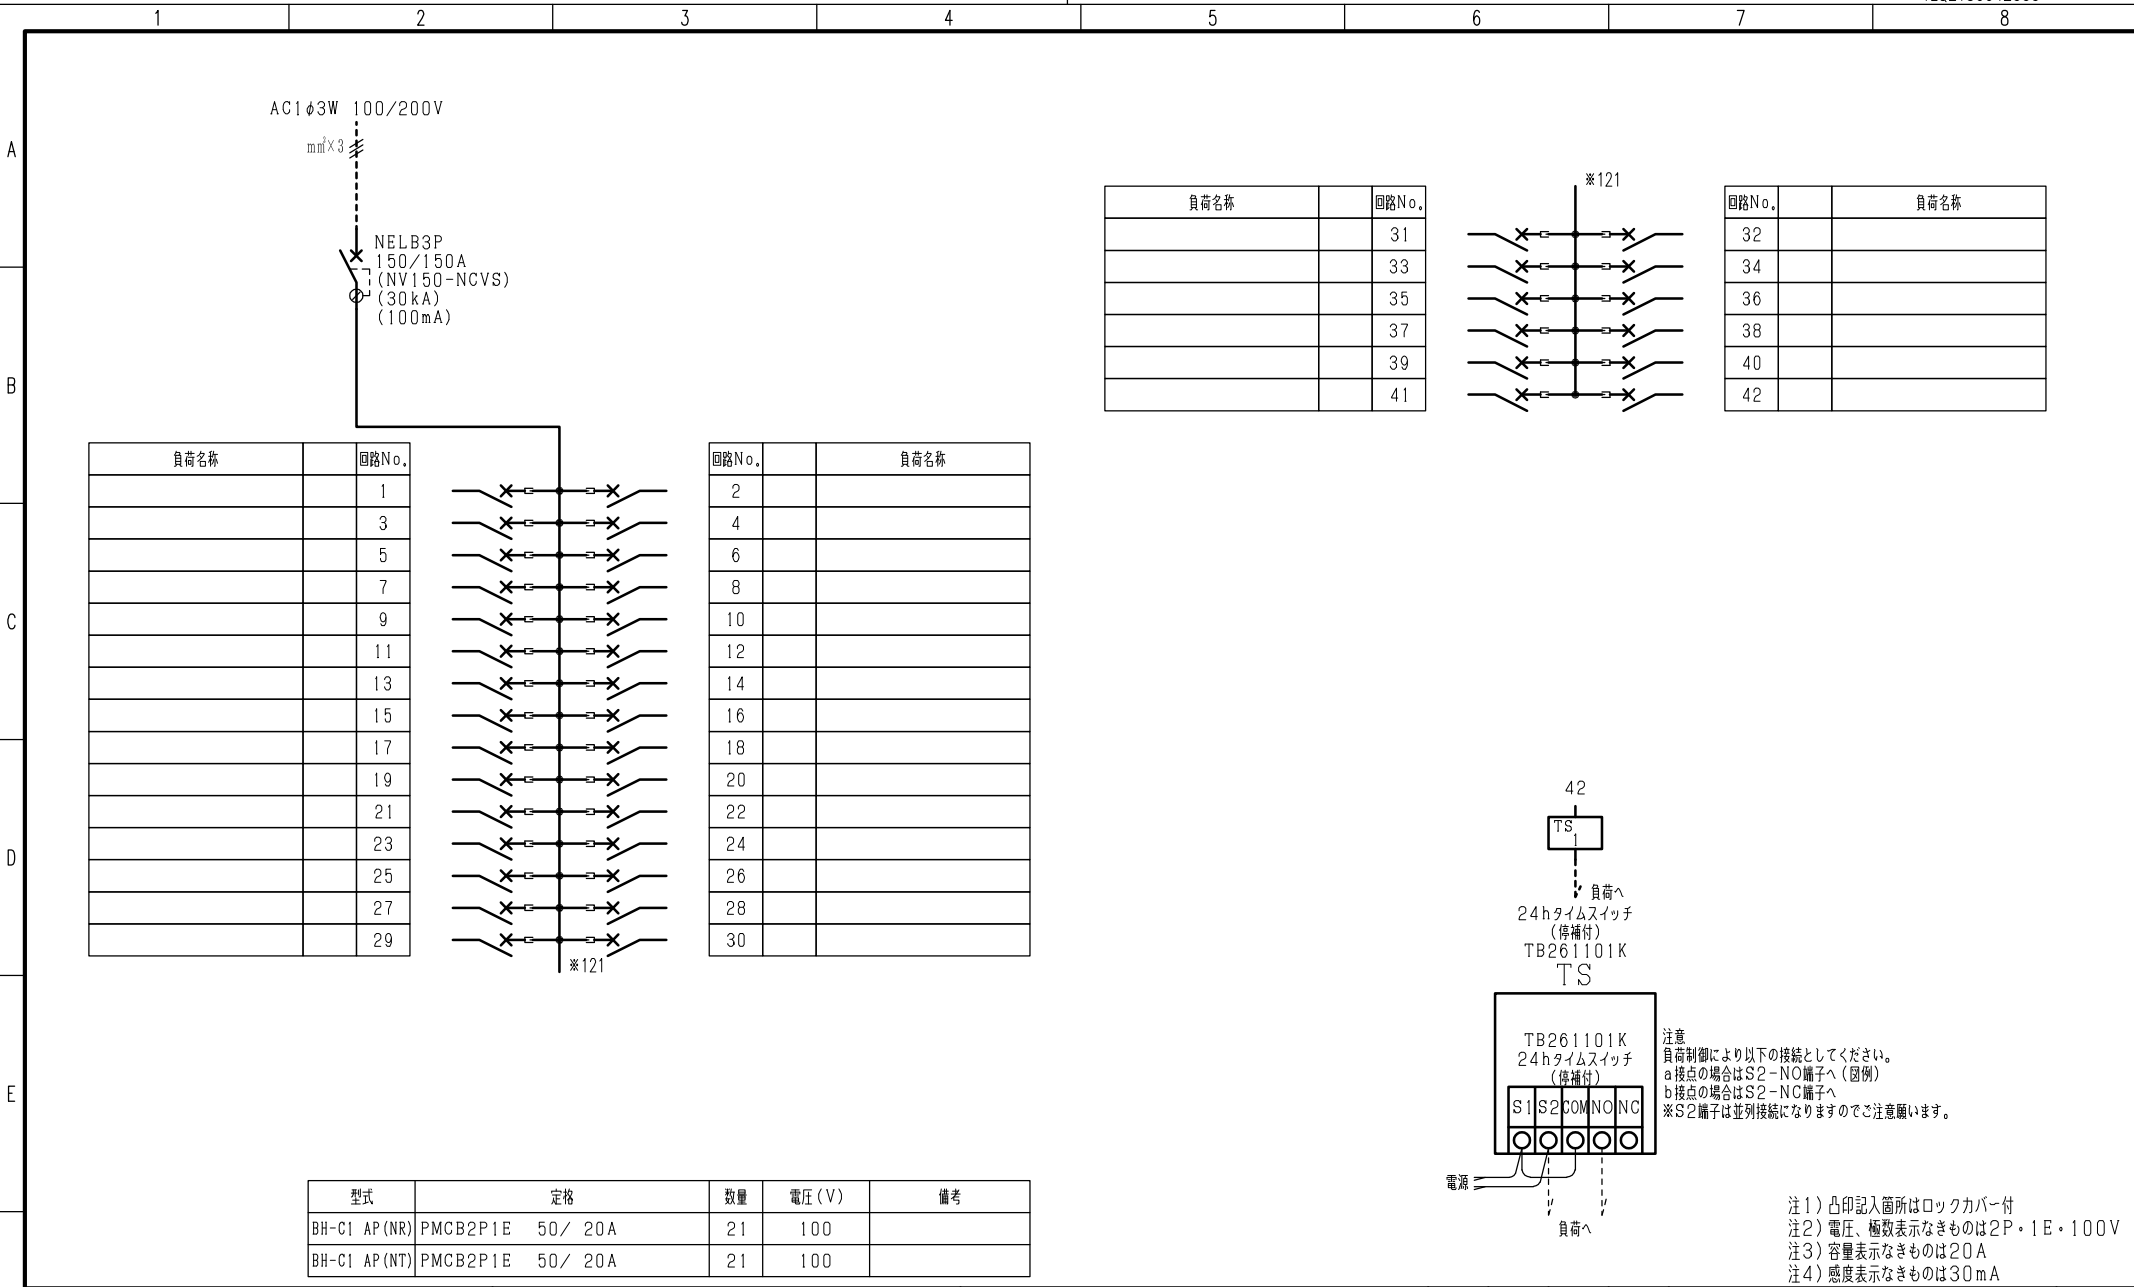 1 2 3 4 5 6 7 8
A
B
C
D
E
AC1φ3W 100/200V
mm²×3
NELB3P
150/150A
(NV150-NCVS)
(30kA)
(100mA)
負荷名称 回路No. 回路No. 負荷名称
1 2
3 4
5 6
7 8
9 10
11 12
13 14
15 16
17 18
19 20
21 22
23 24
25 26
27 28
29 30
※121
※121
負荷名称 回路No. 回路No. 負荷名称
31 32
33 34
35 36
37 38
39 40
41 42
42
TS
1
負荷へ
24hタイムスイッチ
(停補付)
TB261101K
TS
TB261101K
24hタイムスイッチ
(停補付)
S1 S2 COM NO NC
電源
負荷へ
注意
負荷制御により以下の接続としてください。
a接点の場合はS2-NO端子へ(図例)
b接点の場合はS2-NC端子へ
※S2端子は並列接続になりますのでご注意願います。
型式 定格 数量 電圧(V) 備考
BH-C1 AP(NR) PMCB2P1E 50/ 20A 21 100
BH-C1 AP(NT) PMCB2P1E 50/ 20A 21 100
注1)凸印記入箇所はロックカバー付
注2)電圧、極数表示なきものは2P・1E・100V
注3)容量表示なきものは20A
注4)感度表示なきものは30mA